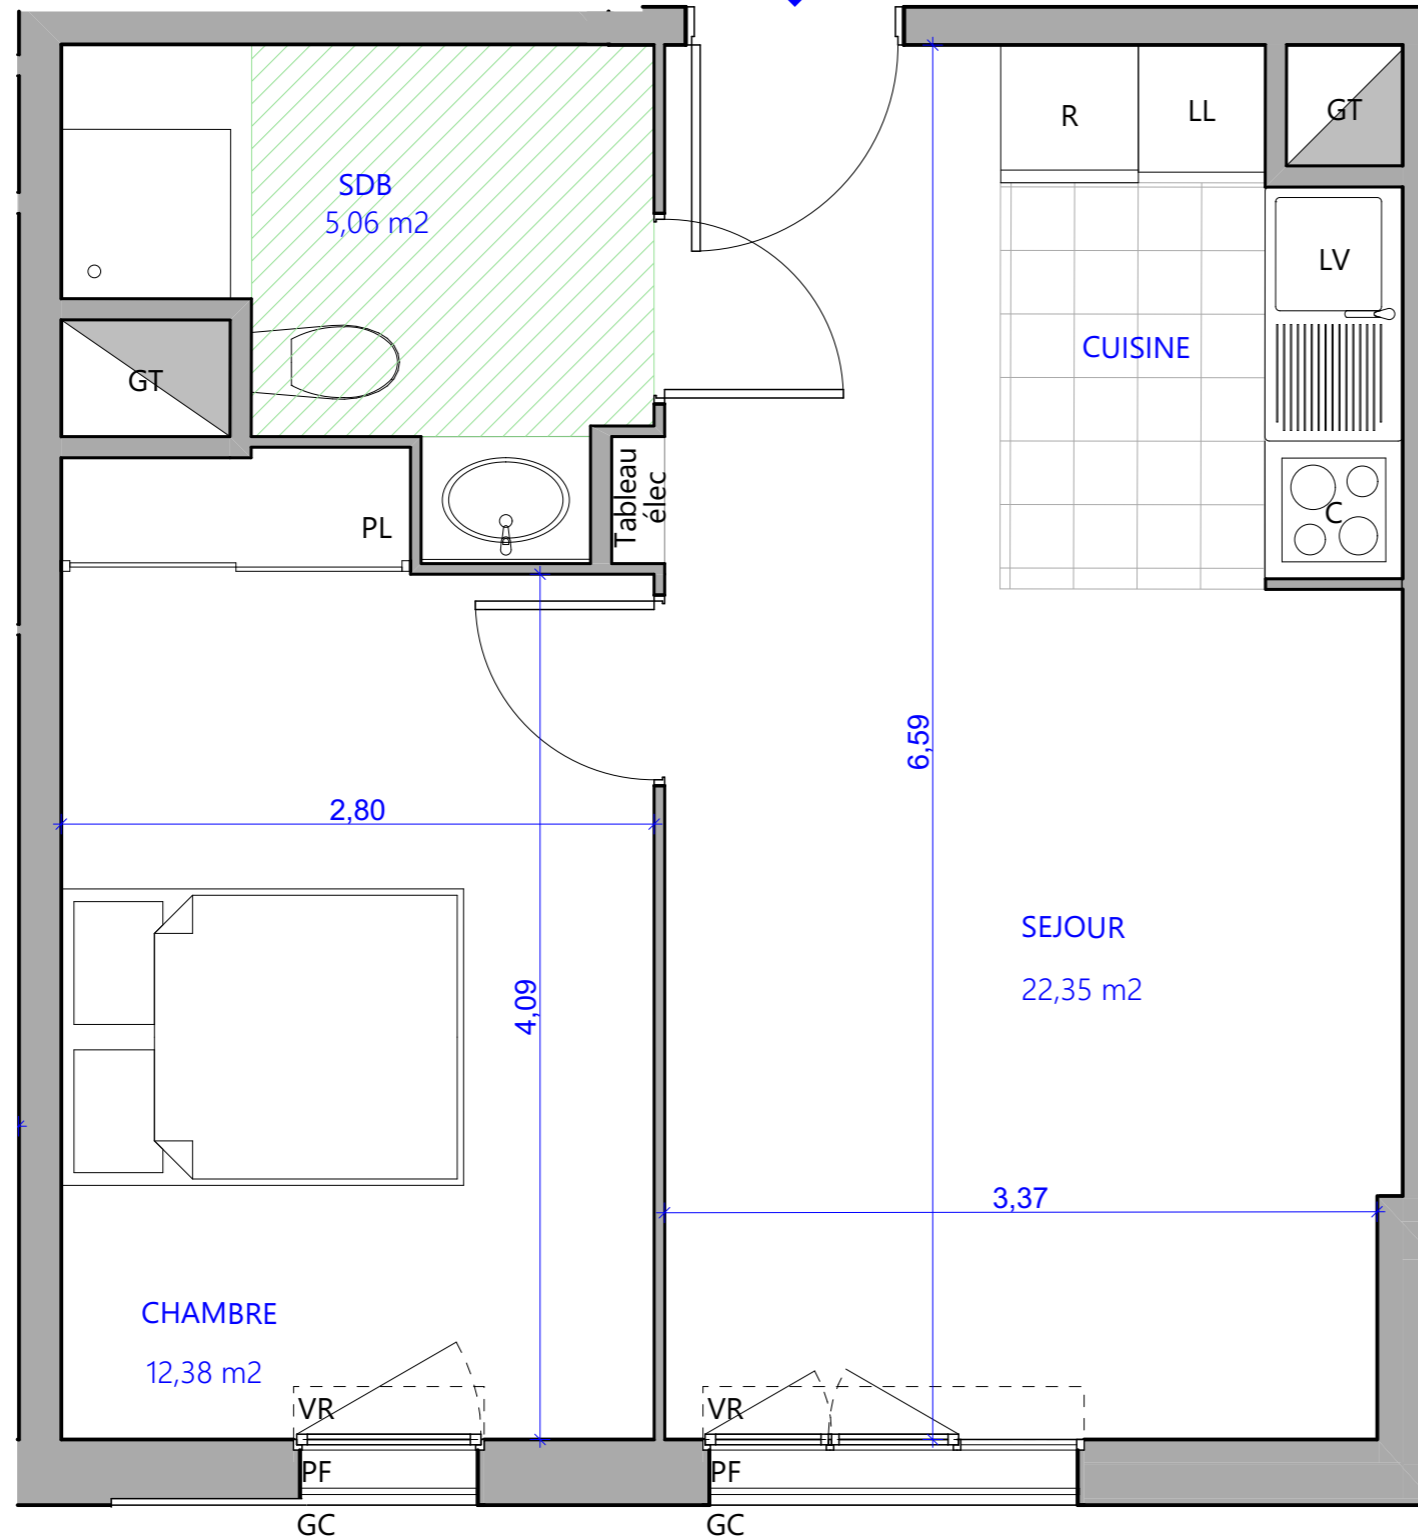 R
LL
GT
SDB
5,06 m2
LV
CUISINE
GT
Tableau
élec
PL
C
6,59
2,80
SEJOUR
22,35 m2
4,09
3,37
CHAMBRE
12,38 m2
VR
VR
PF
PF
GC
GC